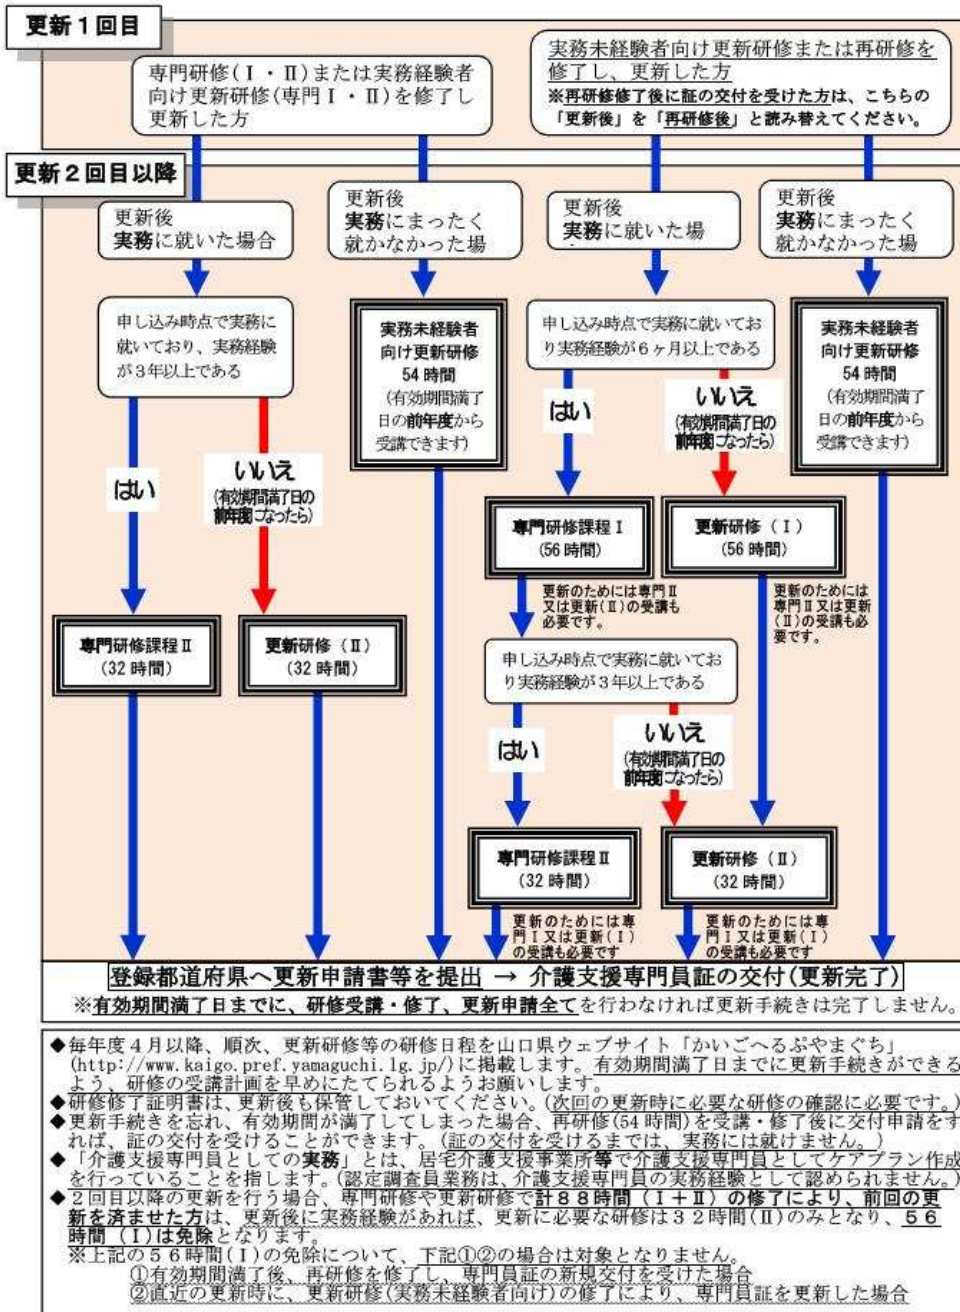 更新１回目
専門研修(Ⅰ・Ⅱ)または実務経験者
向け更新研修(専門Ⅰ・Ⅱ)を修了し
更新した方
実務未経験者向け更新研修または再研修を
修了し、更新した方
※再研修修了後に証の交付を受けた方は、こちらの
「更新後」を「再研修後」と読み替えてください。
更新２回目以降
更新後
実務に就いた場合
更新後
実務にまったく
就かなかった場
更新後
実務に就いた場
更新後
実務にまったく
就かなかった場
申し込み時点で実務に
就いており、実務経験
が３年以上である
実務未経験者
向け更新研修
54時間
(有効期間満了
日の前年度から
受講できます)
申し込み時点で実務に就いてお
り実務経験が６ヶ月以上である
実務未経験者
向け更新研修
54時間
(有効期間満了
日の前年度から
受講できます)
はい
いいえ
(有効期間満了日の
前年度になったら)
はい
いいえ
(有効期間満了日の
前年度になったら)
専門研修課程Ⅰ
(56時間)
更新研修（Ⅰ）
(56時間)
更新のためには専門Ⅱ
又は更新(Ⅱ)の受講も
必要です。
更新のためには
専門Ⅱ又は更新
(Ⅱ)の受講も必
要です。
専門研修課程Ⅱ
(32時間)
更新研修（Ⅱ）
(32時間)
申し込み時点で実務に就いてお
り実務経験が３年以上である
はい
いいえ
(有効期間満了日の
前年度になったら)
専門研修課程Ⅱ
(32時間)
更新研修（Ⅱ）
(32時間)
更新のためには専
門Ⅰ又は更新(Ⅰ)
の受講も必要です
更新のためには専
門Ⅰ又は更新(Ⅰ)
の受講も必要です
登録都道府県へ更新申請書等を提出 → 介護支援専門員証の交付(更新完了)
※有効期間満了日までに、研修受講・修了、更新申請全てを行わなければ更新手続きは完了しません。
◆毎年度４月以降、順次、更新研修等の研修日程を山口県ウェブサイト「かいごへるぷやまぐち」
(http://www.kaigo.pref.yamaguchi.lg.jp/)に掲載します。有効期間満了日までに更新手続きができる
よう、研修の受講計画を早めにたてられるようお願いします。
◆研修修了証明書は、更新後も保管しておいてください。(次回の更新時に必要な研修の確認に必要です。)
◆更新手続きを忘れ、有効期間が満了してしまった場合、再研修(54時間)を受講・修了後に交付申請をす
れば、証の交付を受けることができます。(証の交付を受けるまでは、実務には就けません。)
◆「介護支援専門員としての実務」とは、居宅介護支援事業所等で介護支援専門員としてケアプラン作成
を行っていることを指します。(認定調査員業務は、介護支援専門員の実務経験として認められません。)
◆２回目以降の更新を行う場合、専門研修や更新研修で計８８時間（Ⅰ＋Ⅱ）の修了により、前回の更
新を済ませた方は、更新後に実務経験があれば、更新に必要な研修は３２時間(Ⅱ)のみとなり、５６
時間（Ⅰ)は免除となります。
※上記の５６時間(Ⅰ)の免除について、下記①②の場合は対象となりません。
①有効期間満了後、再研修を修了し、専門員証の新規交付を受けた場合
②直近の更新時に、更新研修(実務未経験者向け)の修了により、専門員証を更新した場合